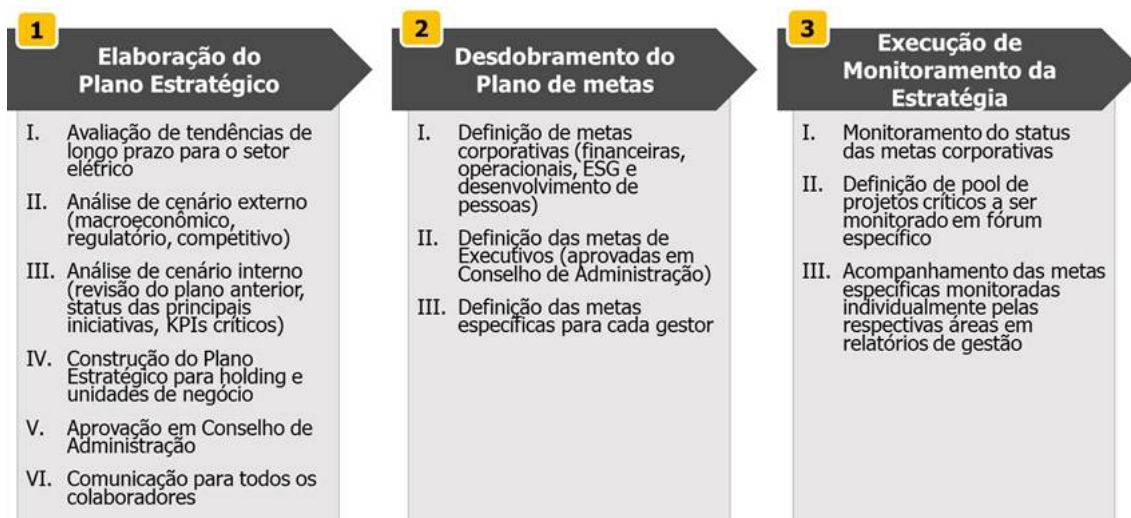 1
Elaboração do
Plano Estratégico
I. Avaliação de tendências de
longo prazo para o setor
elétrico
II. Análise de cenário externo
(macroeconômico,
regulatório, competitivo)
III. Análise de cenário interno
(revisão do plano anterior,
status das principais
iniciativas, KPIs críticos)
IV. Construção do Plano
Estratégico para holding e
unidades de negócio
V. Aprovação em Conselho de
Administração
VI. Comunicação para todos os
colaboradores
2
Desdobramento do
Plano de metas
I. Definição de metas
corporativas (financeiras,
operacionais, ESG e
desenvolvimento de
pessoas)
II. Definição das metas de
Executivos (aprovadas em
Conselho de Administração)
III. Definição das metas
específicas para cada gestor
3
Execução de
Monitoramento da
Estratégia
I. Monitoramento do status
das metas corporativas
II. Definição de pool de
projetos críticos a ser
monitorado em fórum
específico
III. Acompanhamento das metas
específicas monitoradas
individualmente pelas
respectivas áreas em
relatórios de gestão